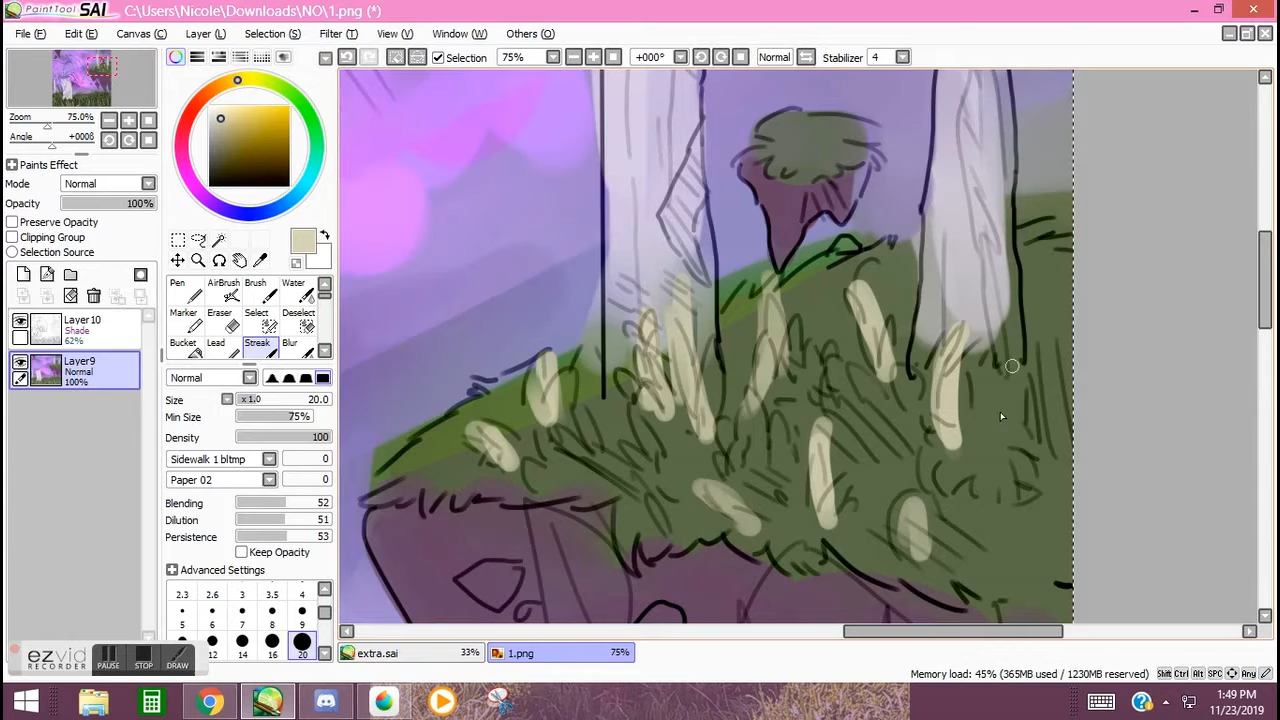 PaintTool SAI C:\Users\Nicole\Downloads\NO\1.png (*)
File (F) Edit (E) Canvas (C) Layer (L) Selection (S) Filter (T) View (V) Window (W) Others (O)
Selection 75% +000° Normal Stabilizer 4
Zoom 75.0%
Angle +000ß
Paints Effect
Mode Normal
Opacity 100%
Preserve Opacity
Clipping Group
Selection Source
Layer10
Shade
62%
Layer9
Normal
100%
Pen AirBrush Brush Water
Marker Eraser Select Deselect
Bucket Lead Streak Blur
Normal
Size x 1.0 20.0
Min Size 75%
Density 100
Sidewalk 1 bltmp 0
Paper 02 0
Blending 52
Dilution 51
Persistence 53
Keep Opacity
Advanced Settings
2.3 2.6 3 3.5 4
5 6 7 8 9
12 14 16 20
ezvid
RECORDER
PAUSE STOP DRAW
extra.sai 33% 1.png 75%
Memory load: 45% (365MB used / 1230MB reserved) Shift Ctrl Alt SPC Any
1:49 PM
11/23/2019